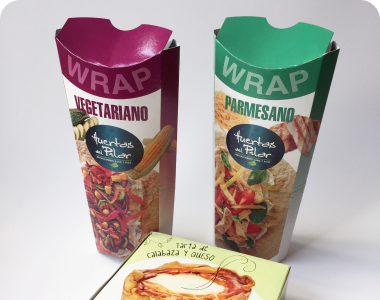 WRAP
VEGETARIANO
Huertas
del Pilar
WRAP
PARMESANO
Huertas
del Pilar
TARTA DE
CALABAZA Y QUESO